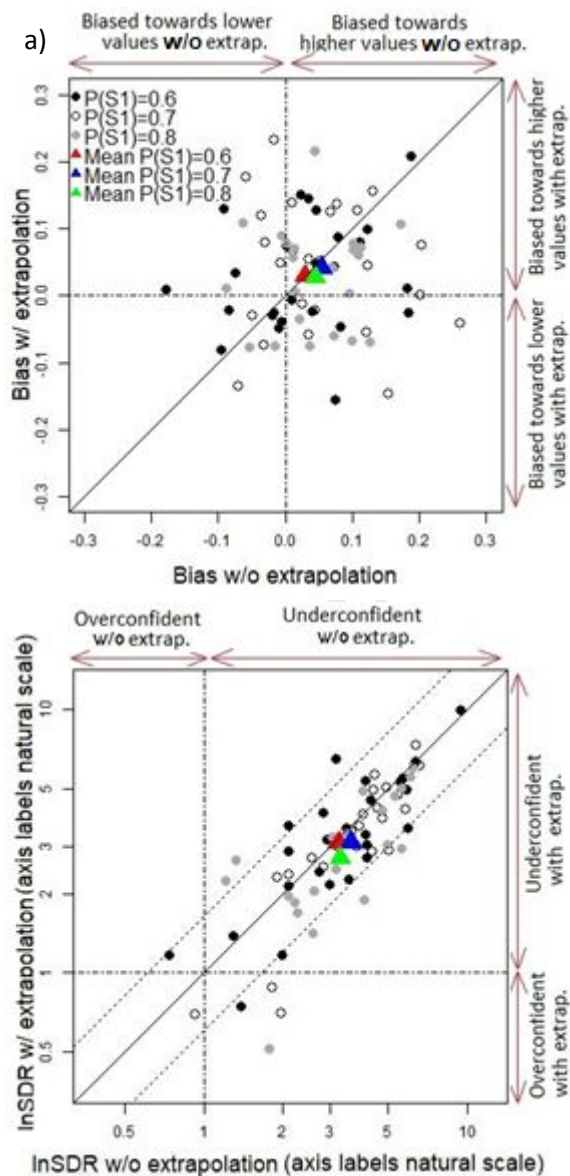 Biased towards lower
values w/o extrap.
Biased towards
higher values w/o extrap.
a)
0.3
0.2
0.1
0.0
-0.1
-0.2
-0.3
Bias w/ extrapolation
P(S1)=0.6
P(S1)=0.7
P(S1)=0.8
Mean P(S1)=0.6
Mean P(S1)=0.7
Mean P(S1)=0.8
Biased towards higher
values with extrap.
Biased towards lower
values with extrap.
-0.3 -0.2 -0.1 0.0 0.1 0.2 0.3
Bias w/o extrapolation
Overconfident
w/o extrap.
Underconfident
w/o extrap.
lnSDR w/ extrapolation (axis labels natural scale)
10
5
3
2
1
0.5
Underconfident
with extrap.
Overconfident
with extrap.
0.5 1 2 3 5 10
lnSDR w/o extrapolation (axis labels natural scale)